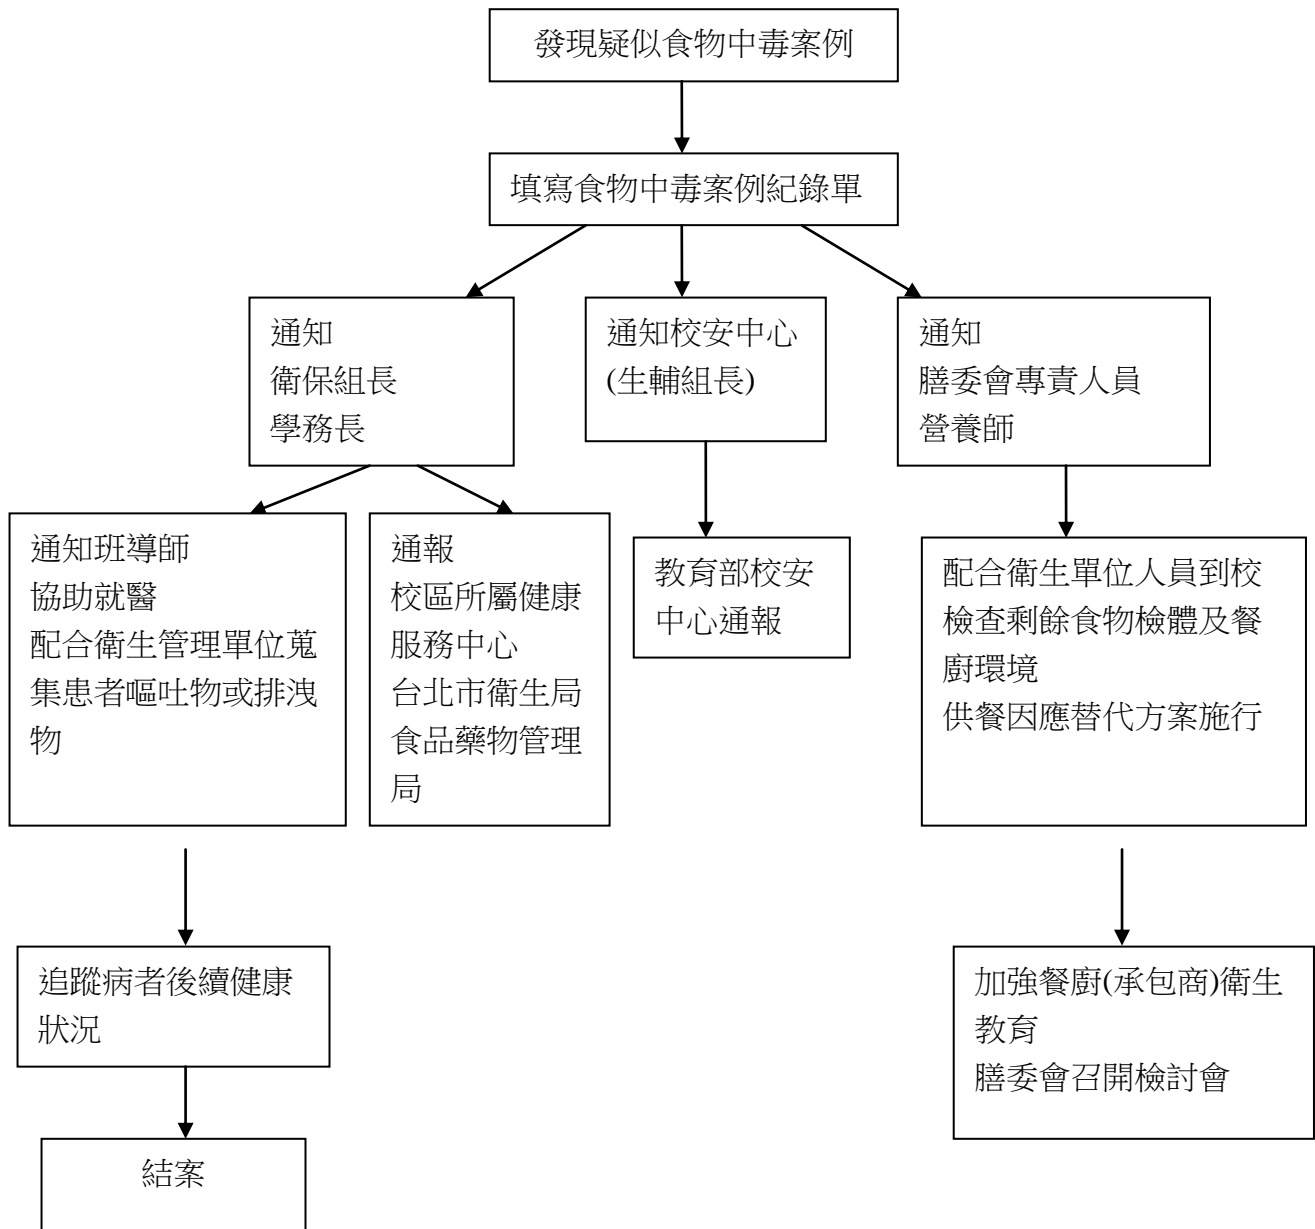 發現疑似食物中毒案例
填寫食物中毒案例紀錄單
通知
衛保組長
學務長
通知校安中心
(生輔組長)
通知
膳委會專責人員
營養師
通知班導師
協助就醫
配合衛生管理單位蒐
集患者嘔吐物或排洩
物
通報
校區所屬健康
服務中心
台北市衛生局
食品藥物管理
局
教育部校安
中心通報
配合衛生單位人員到校
檢查剩餘食物檢體及餐
廚環境
供餐因應替代方案施行
追蹤病者後續健康
狀況
加強餐廚(承包商)衛生
教育
膳委會召開檢討會
結案